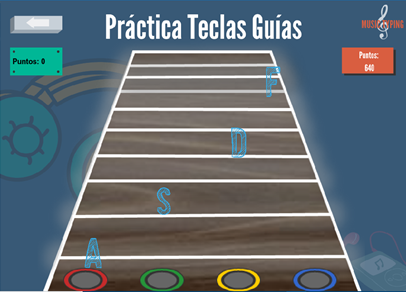 Práctica Teclas Guías
MUSIC TYPING
Puntos: 0
Puntos:
640
F
D
S
A